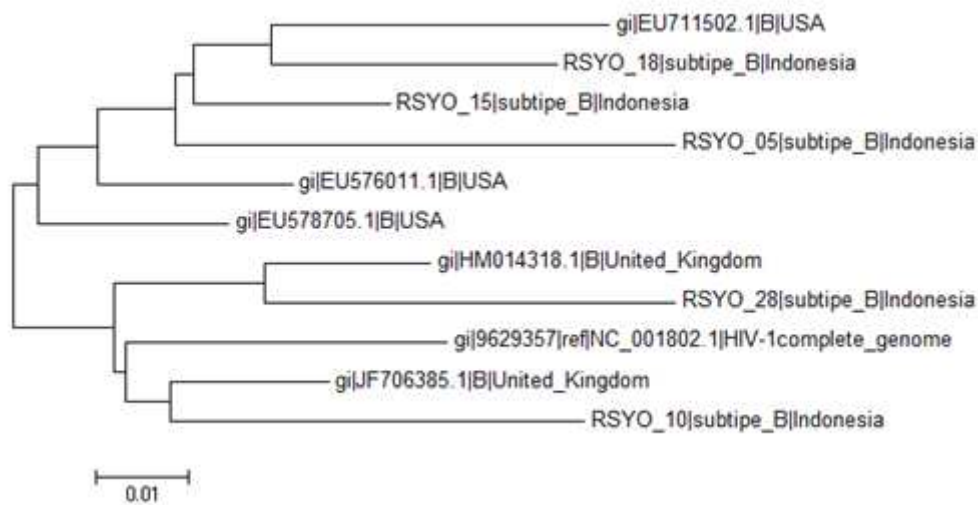 gi|EU711502.1|B|USA
RSYO_18|subtipe_B|Indonesia
RSYO_15|subtipe_B|Indonesia
RSYO_05|subtipe_B|Indonesia
gi|EU576011.1|B|USA
gi|EU578705.1|B|USA
gi|HM014318.1|B|United_Kingdom
RSYO_28|subtipe_B|Indonesia
gi|9629357|ref|NC_001802.1|HIV-1complete_genome
gi|JF706385.1|B|United_Kingdom
RSYO_10|subtipe_B|Indonesia
0.01